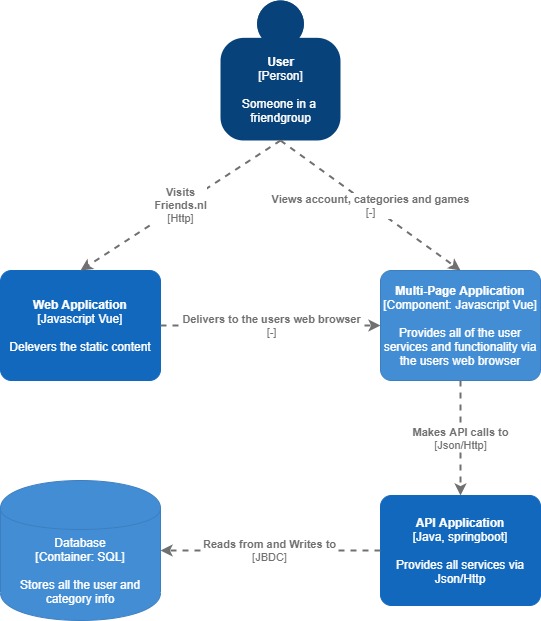 User
[Person]
Someone in a
friendgroup
Visits
Friends.nl
[Http]
Views account, categories and games
[-]
Web Application
[Javascript Vue]
Delevers the static content
Delivers to the users web browser
[-]
Multi-Page Application
[Component: Javascript Vue]
Provides all of the user
services and functionality via
the users web browser
Makes API calls to
[Json/Http]
Database
[Container: SQL]
Stores all the user and
category info
Reads from and Writes to
[JBDC]
API Application
[Java, springboot]
Provides all services via
Json/Http